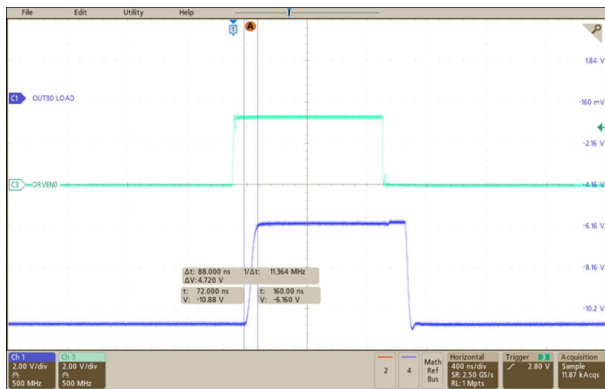 File Edit Utility Help
A
T
1.84 V
C1 OUTB0 LOAD
-160 mV
-2.16 V
C3 DRVEN0
-4.16 V
-6.16 V
Δt: 88.000 ns 1/Δt: 11.364 MHz
ΔV: 4.720 V
-8.16 V
t: 72.000 ns t: 160.00 ns
V: -10.88 V V: -6.160 V
-10.2 V
Ch 1 Ch 3 Math Horizontal Trigger Acquisition
2.00 V/div 2.00 V/div 2 4 Ref 400 ns/div 2.80 V Sample
Bus SR: 2.50 GS/s 11.87 kAcqs
500 MHz 500 MHz RL: 1 Mpts